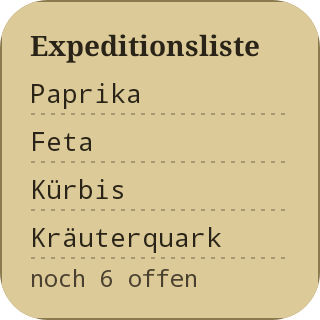 Expeditionsliste
Paprika
Feta
Kürbis
Kräuterquark
noch 6 offen